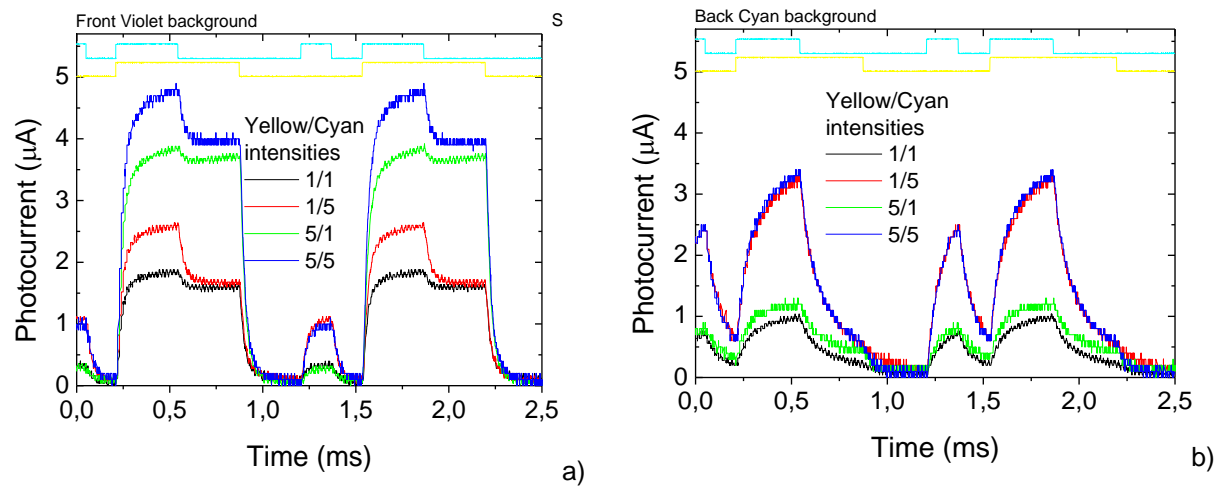 Front Violet background
S
Photocurrent (μA)
5
4
3
2
1
0
Yellow/Cyan
intensities
1/1
1/5
5/1
5/5
0,0 0,5 1,0 1,5 2,0 2,5
Time (ms)
a)
Back Cyan background
Photocurrent (μA)
5
4
3
2
1
0
Yellow/Cyan
intensities
1/1
1/5
5/1
5/5
0,0 0,5 1,0 1,5 2,0 2,5
Time (ms)
b)